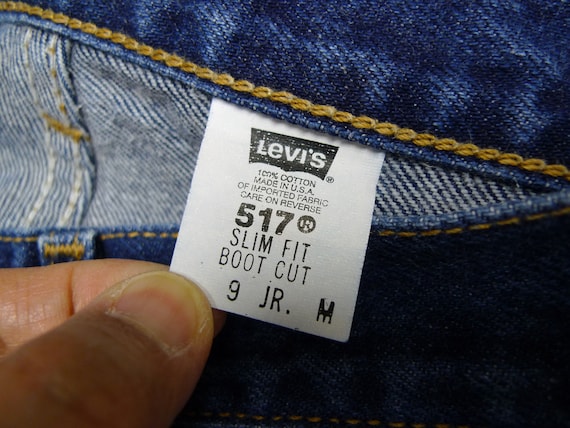 LEVI'S ®
100% COTTON
MADE IN U.S.A.
OF IMPORTED FABRIC
CARE ON REVERSE
517®
SLIM FIT
BOOT CUT
9 JR. M